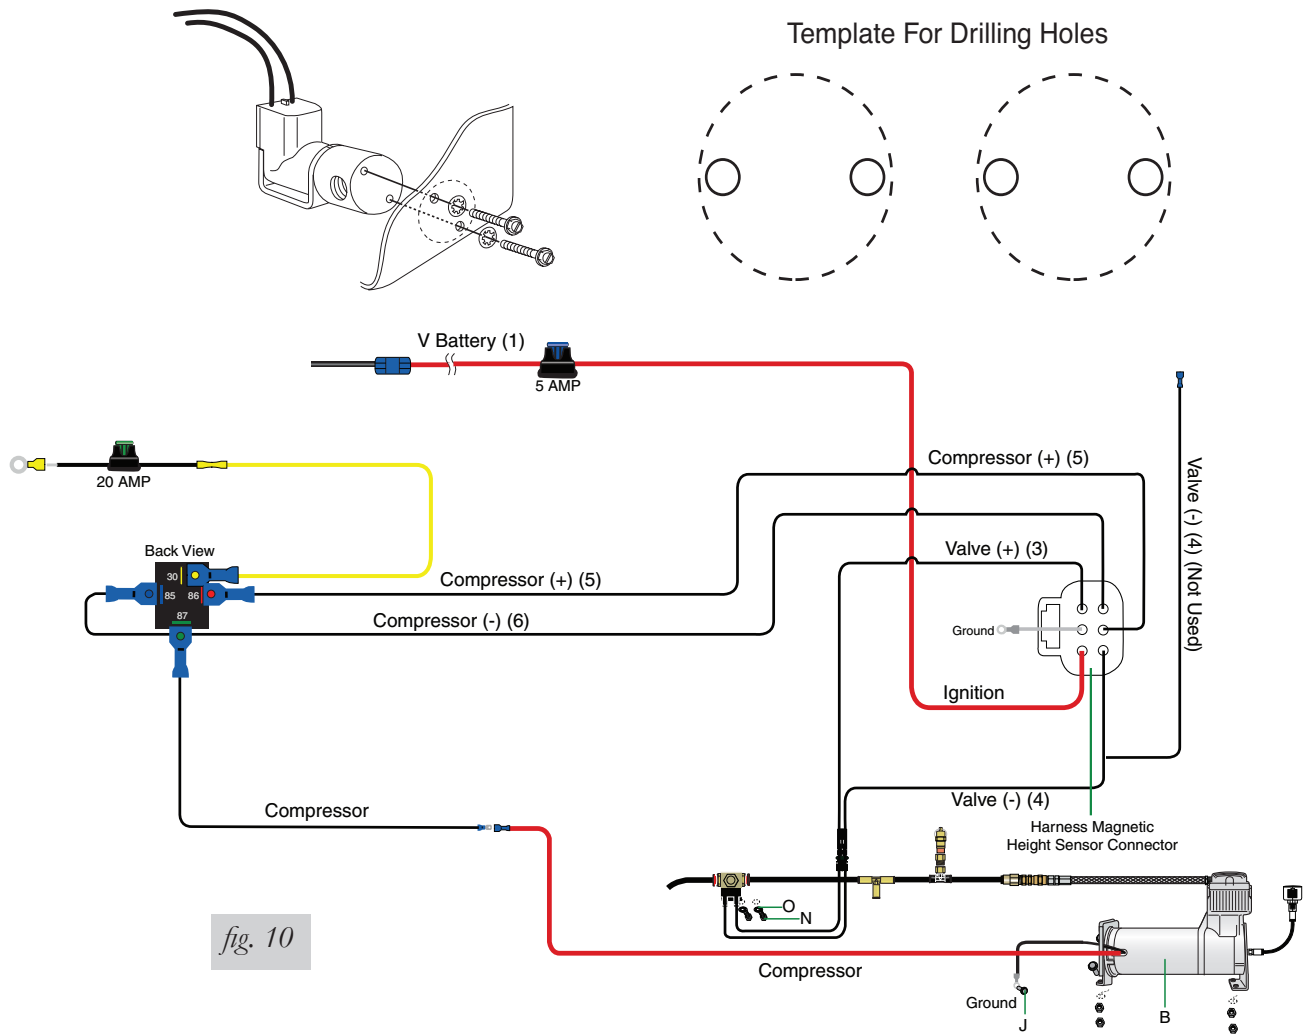 Template For Drilling Holes
V Battery (1)
5 AMP
20 AMP
Compressor (+) (5)
Valve (-) (4) (Not Used)
Back View
Valve (+) (3)
30
85
86
87
Compressor (+) (5)
Compressor (-) (6)
Ground
Ignition
Compressor
Valve (-) (4)
Harness Magnetic
Height Sensor Connector
O
N
fig. 10
Compressor
Ground
J
B